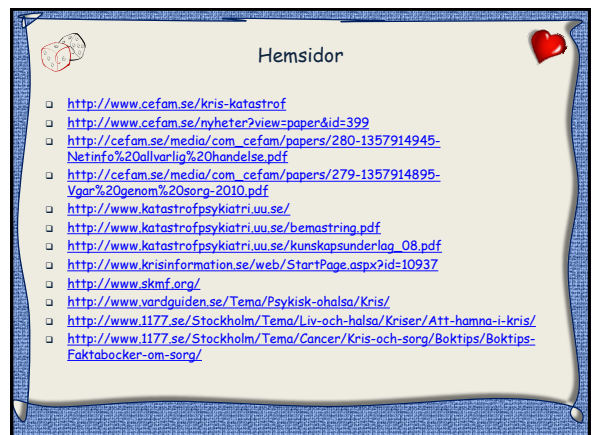 Hemsidor
http://www.cefam.se/kris-katastrof
http://www.cefam.se/nyheter?view=paper&id=399
http://cefam.se/media/com_cefam/papers/280-1357914945-
Netinfo%20allvarlig%20handelse.pdf
http://cefam.se/media/com_cefam/papers/279-1357914895-
Vgar%20genom%20sorg-2010.pdf
http://www.katastrofpsykiatri.uu.se/
http://www.katastrofpsykiatri.uu.se/bemastring.pdf
http://www.katastrofpsykiatri.uu.se/kunskapsunderlag_08.pdf
http://www.krisinformation.se/web/StartPage.aspx?id=10937
http://www.skmf.org/
http://www.vardguiden.se/Tema/Psykisk-ohalsa/Kris/
http://www.1177.se/Stockholm/Tema/Liv-och-halsa/Kriser/Att-hamna-i-kris/
http://www.1177.se/Stockholm/Tema/Cancer/Kris-och-sorg/Boktips/Boktips-
Faktabocker-om-sorg/